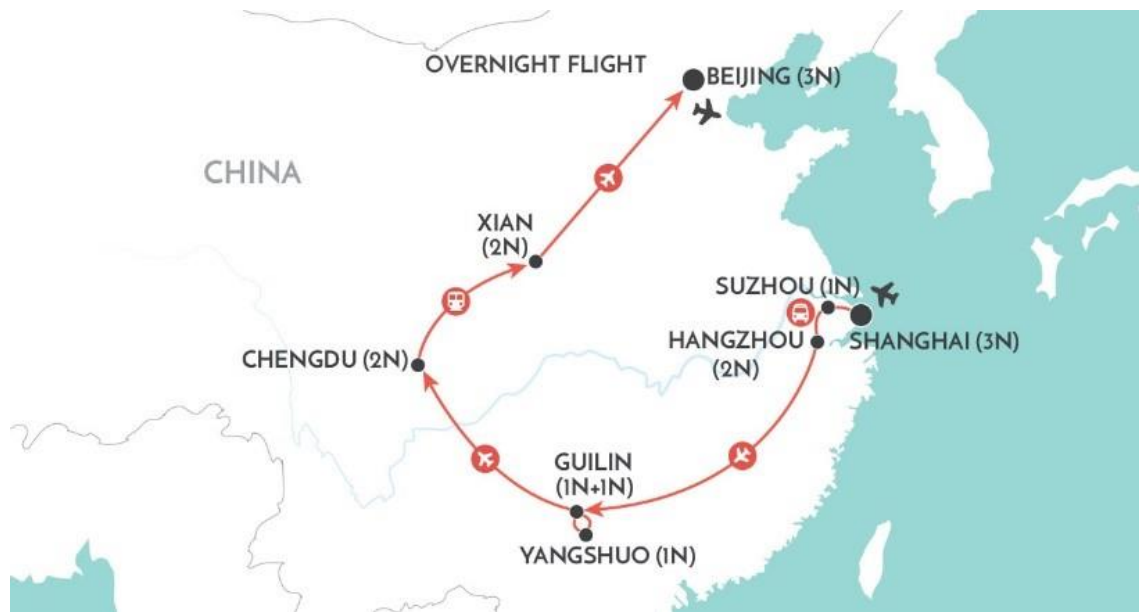 OVERNIGHT FLIGHT
BEIJING (3N)
CHINA
XIAN
(2N)
SUZHOU (1N)
HANGZHOU
(2N)
SHANGHAI (3N)
CHENGDU (2N)
GUILIN
(1N+1N)
YANGSHUO (1N)